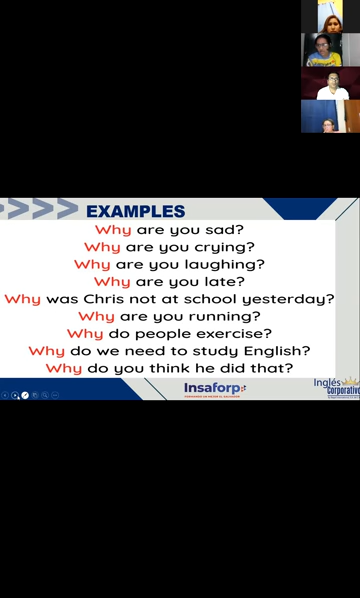 EXAMPLES
Why are you sad?
Why are you crying?
Why are you laughing?
Why are you late?
Why was Chris not at school yesterday?
Why are you running?
Why do people exercise?
Why do we need to study English?
Why do you think he did that?
Insaforp
Inglés
Corporativo